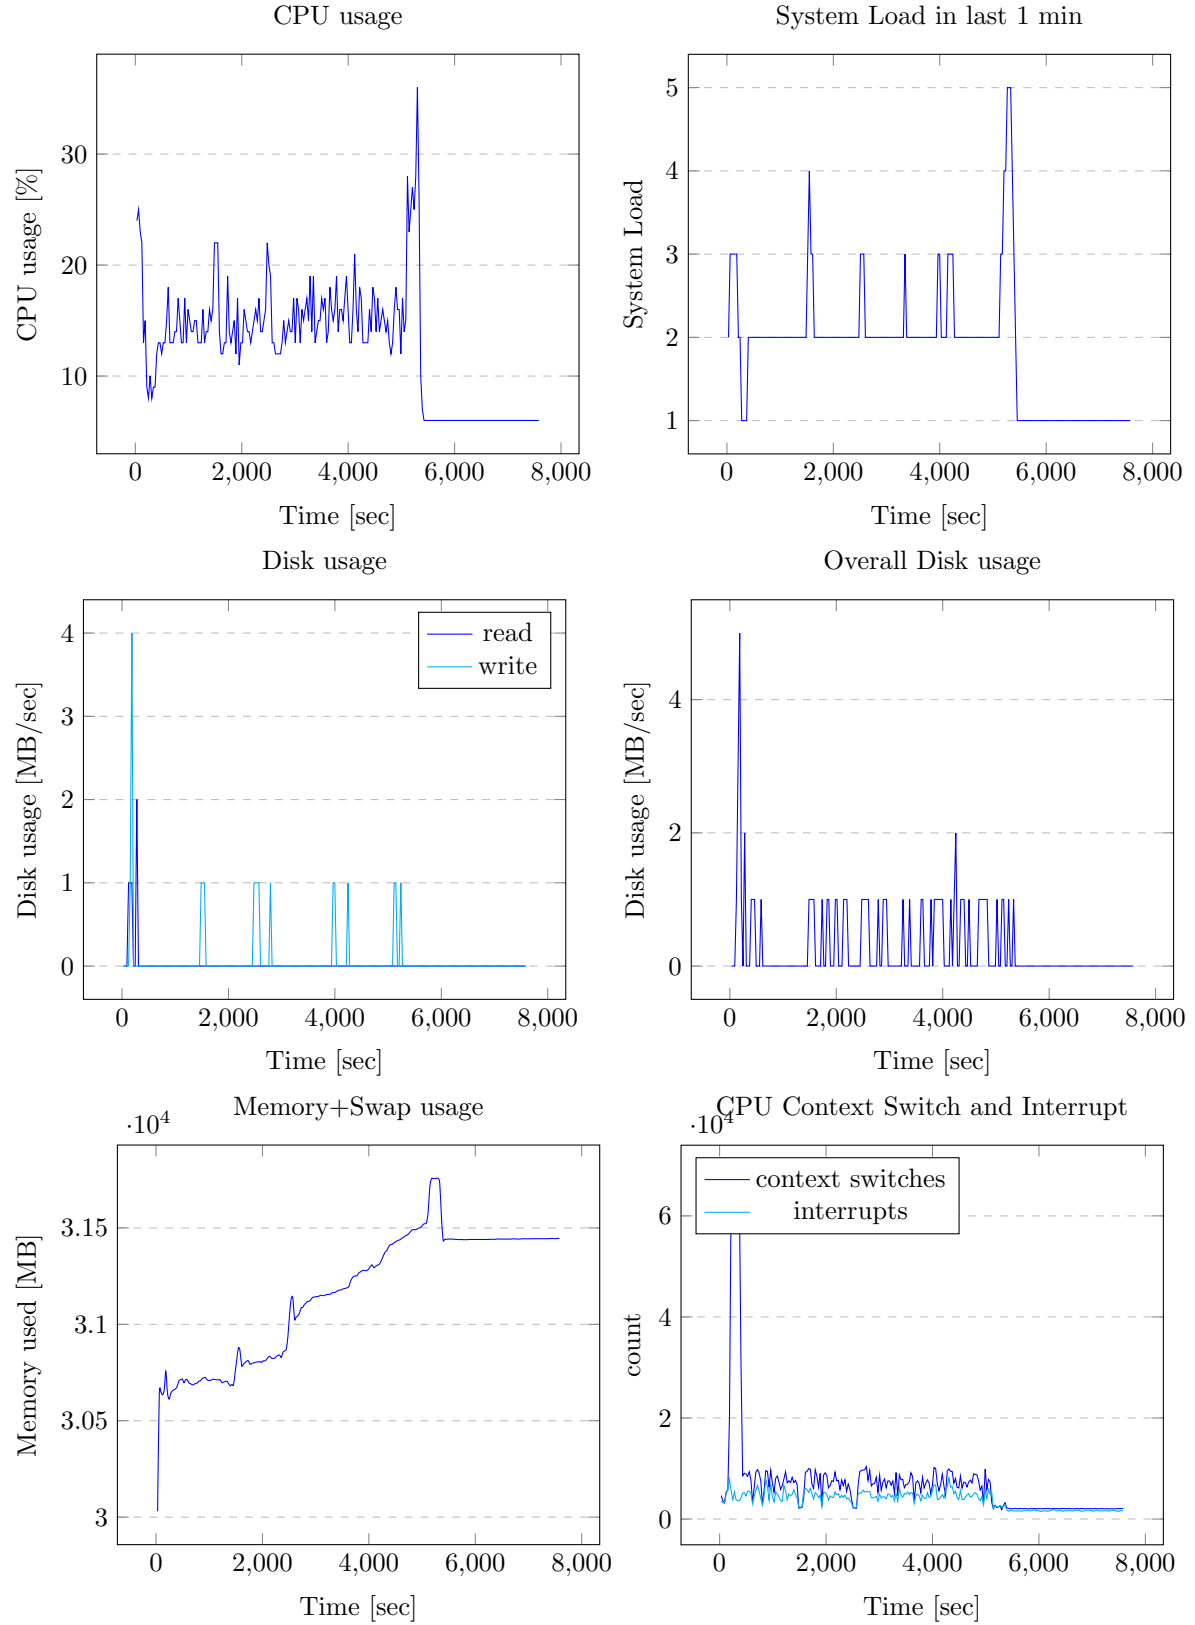 CPU usage
30
20
10
CPU usage [%]
0 2,000 4,000 6,000 8,000
Time [sec]
System Load in last 1 min
5
4
3
2
1
System Load
0 2,000 4,000 6,000 8,000
Time [sec]
Disk usage
read
write
4
3
2
1
0
Disk usage [MB/sec]
0 2,000 4,000 6,000 8,000
Time [sec]
Overall Disk usage
4
2
0
Disk usage [MB/sec]
0 2,000 4,000 6,000 8,000
Time [sec]
Memory+Swap usage
·10⁴
3.15
3.1
3.05
3
Memory used [MB]
0 2,000 4,000 6,000 8,000
Time [sec]
CPU Context Switch and Interrupt
·10⁴
context switches
interrupts
6
4
2
0
count
0 2,000 4,000 6,000 8,000
Time [sec]